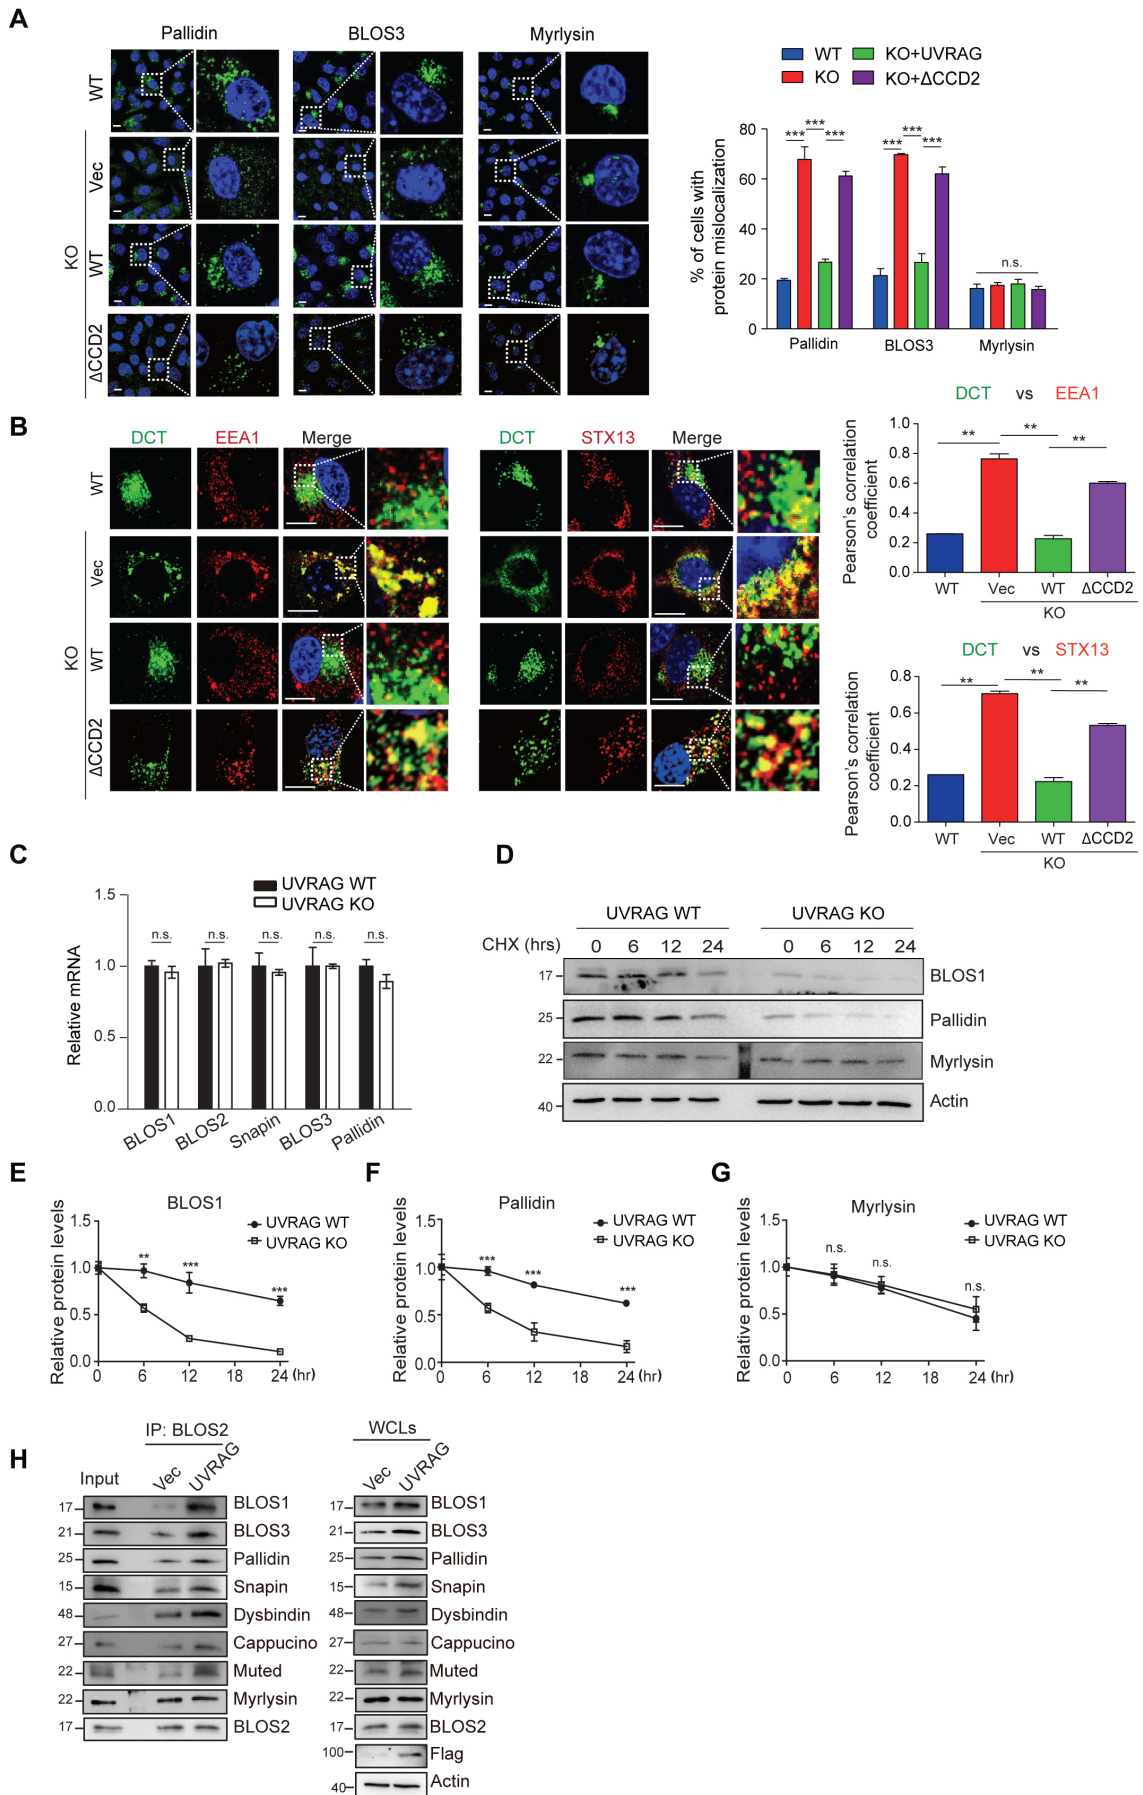 A
Pallidin BLOS3 Myrlysin
WT
Vec
WT
ΔCCD2
KO
WT KO+UVRAG
KO KO+ΔCCD2
% of cells with
protein mislocalization
80
60
40
20
0
*** *** ***
*** *** ***
n.s.
Pallidin BLOS3 Myrlysin
B
DCT EEA1 Merge DCT STX13 Merge
WT
Vec
WT
ΔCCD2
KO
DCT vs EEA1
Pearson's correlation
coefficient
1.0
0.8
0.6
0.4
0.2
0.0
** ** **
WT Vec WT ΔCCD2
KO
DCT vs STX13
Pearson's correlation
coefficient
0.8
0.6
0.4
0.2
0.0
** ** **
WT Vec WT ΔCCD2
KO
C
UVRAG WT
UVRAG KO
Relative mRNA
1.5
1.0
0.5
0.0
n.s. n.s. n.s. n.s. n.s.
BLOS1 BLOS2 Snapin BLOS3 Pallidin
D
UVRAG WT UVRAG KO
CHX (hrs) 0 6 12 24 0 6 12 24
17 BLOS1
25 Pallidin
22 Myrlysin
40 Actin
E
BLOS1
UVRAG WT
UVRAG KO
Relative protein levels
1.5
1.0
0.5
0.0
** *** ***
0 6 12 18 24 (hr)
F
Pallidin
UVRAG WT
UVRAG KO
Relative protein levels
1.5
1.0
0.5
0.0
*** *** ***
0 6 12 18 24 (hr)
G
Myrlysin
UVRAG WT
UVRAG KO
Relative protein levels
1.5
1.0
0.5
0.0
n.s. n.s. n.s.
0 6 12 18 24 (hr)
H
IP: BLOS2
Input Vec UVRAG
17 BLOS1
21 BLOS3
25 Pallidin
15 Snapin
48 Dysbindin
27 Cappucino
22 Muted
22 Myrlysin
17 BLOS2
WCLs
Vec UVRAG
17 BLOS1
21 BLOS3
25 Pallidin
15 Snapin
48 Dysbindin
27 Cappucino
22 Muted
22 Myrlysin
17 BLOS2
100 Flag
40 Actin